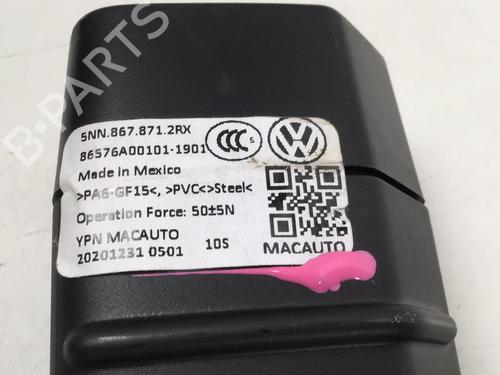 5NN.867.871.2RX
86576A00101-1901
Made in Mexico
>PA6-GF15<, >PVC<>Steel<
Operation Force: 50±5N
YPN MACAUTO
20201231 0501 10S
CCC S
MACAUTO
B-PARTS